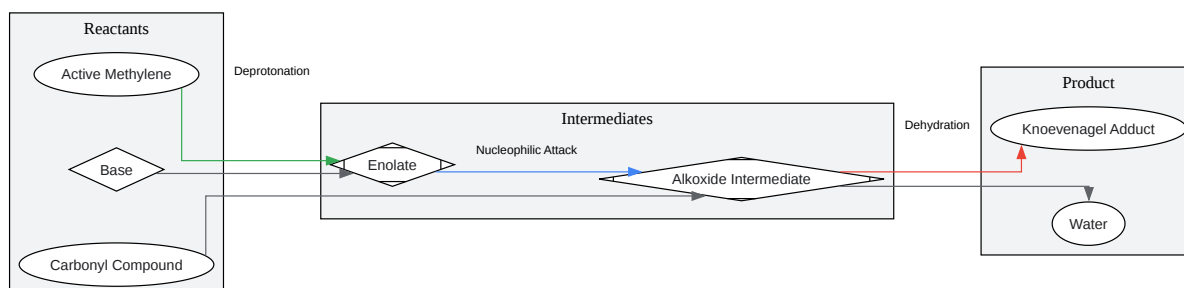 Reactants
Active Methylene
Deprotonation
Base
Carbonyl Compound
Intermediates
Enolate
Nucleophilic Attack
Alkoxide Intermediate
Dehydration
Product
Knoevenagel Adduct
Water